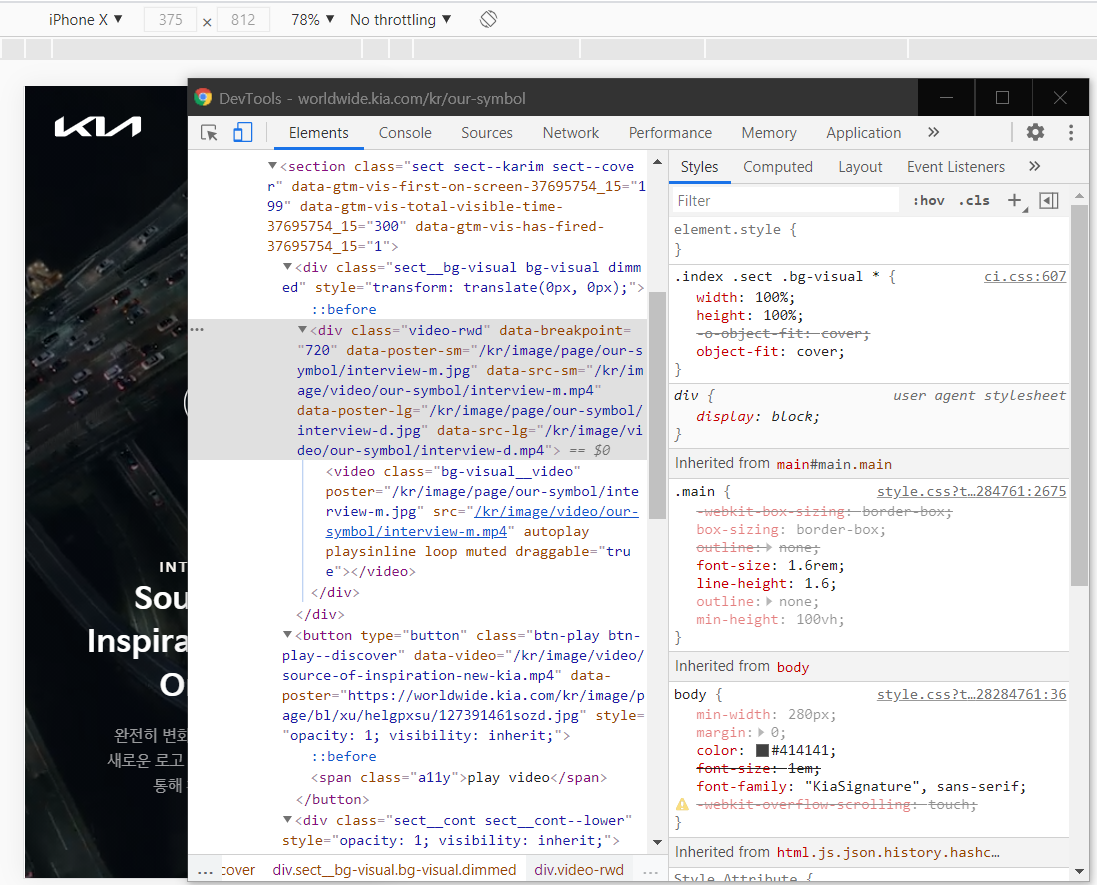 iPhone X ▼ 375 × 812 78% ▼ No throttling ▼
DevTools - worldwide.kia.com/kr/our-symbol
Elements Console Sources Network Performance Memory Application »
KIA
INT
Sou
Inspira
O
완전히 변화
새로운 로고
통해
▼<section class="sect sect--karim sect--cove
r" data-gtm-vis-first-on-screen-37695754_15="1
99" data-gtm-vis-total-visible-time-
37695754_15="300" data-gtm-vis-has-fired-
37695754_15="1">
▼<div class="sect__bg-visual bg-visual dimm
ed" style="transform: translate(0px, 0px);">
::before
… ▼<div class="video-rwd" data-breakpoint=
"720" data-poster-sm="/kr/image/page/our-s
ymbol/interview-m.jpg" data-src-sm="/kr/im
age/video/our-symbol/interview-m.mp4"
data-poster-lg="/kr/image/page/our-symbol/
interview-d.jpg" data-src-lg="/kr/image/vi
deo/our-symbol/interview-d.mp4"> == $0
<video class="bg-visual__video"
poster="/kr/image/page/our-symbol/inte
rview-m.jpg" src="/kr/image/video/our-
symbol/interview-m.mp4" autoplay
playsinline loop muted draggable="tru
e"></video>
</div>
</div>
▼<button type="button" class="btn-play btn-
play--discover" data-video="/kr/image/video/
source-of-inspiration-new-kia.mp4" data-
poster="https://worldwide.kia.com/kr/image/p
age/bl/xu/helgpxsu/127391461sozd.jpg" style=
"opacity: 1; visibility: inherit;">
::before
<span class="a11y">play video</span>
</button>
▼<div class="sect__cont sect__cont--lower"
style="opacity: 1; visibility: inherit;">
… cover div.sect__bg-visual.bg-visual.dimmed div.video-rwd …
Styles Computed Layout Event Listeners »
Filter :hov .cls +
element.style {
}
.index .sect .bg-visual * { ci.css:607
width: 100%;
height: 100%;
-o-object-fit: cover;
object-fit: cover;
}
div { user agent stylesheet
display: block;
}
Inherited from main#main.main
.main { style.css?t…284761:2675
-webkit-box-sizing: border-box;
box-sizing: border-box;
outline:▸ none;
font-size: 1.6rem;
line-height: 1.6;
outline:▸ none;
min-height: 100vh;
}
Inherited from body
body { style.css?t…28284761:36
min-width: 280px;
margin:▸ 0;
color: #414141;
font-size: 1em;
font-family: "KiaSignature", sans-serif;
-webkit-overflow-scrolling: touch;
}
Inherited from html.js.json.history.hashc…
Style Attribute {